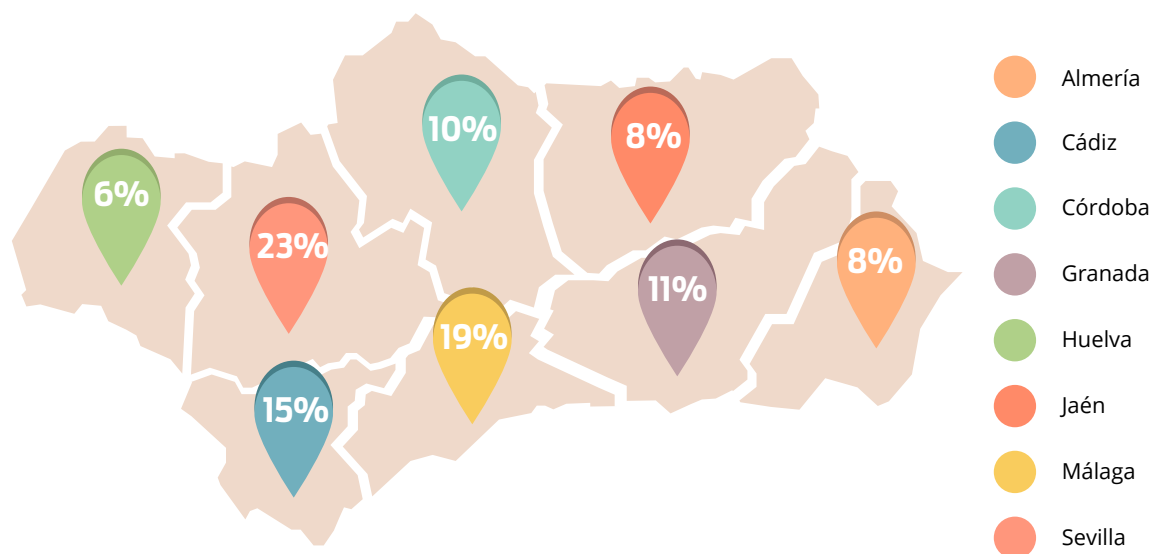 10%
8%
6%
23%
8%
11%
19%
15%
Almería
Cádiz
Córdoba
Granada
Huelva
Jaén
Málaga
Sevilla